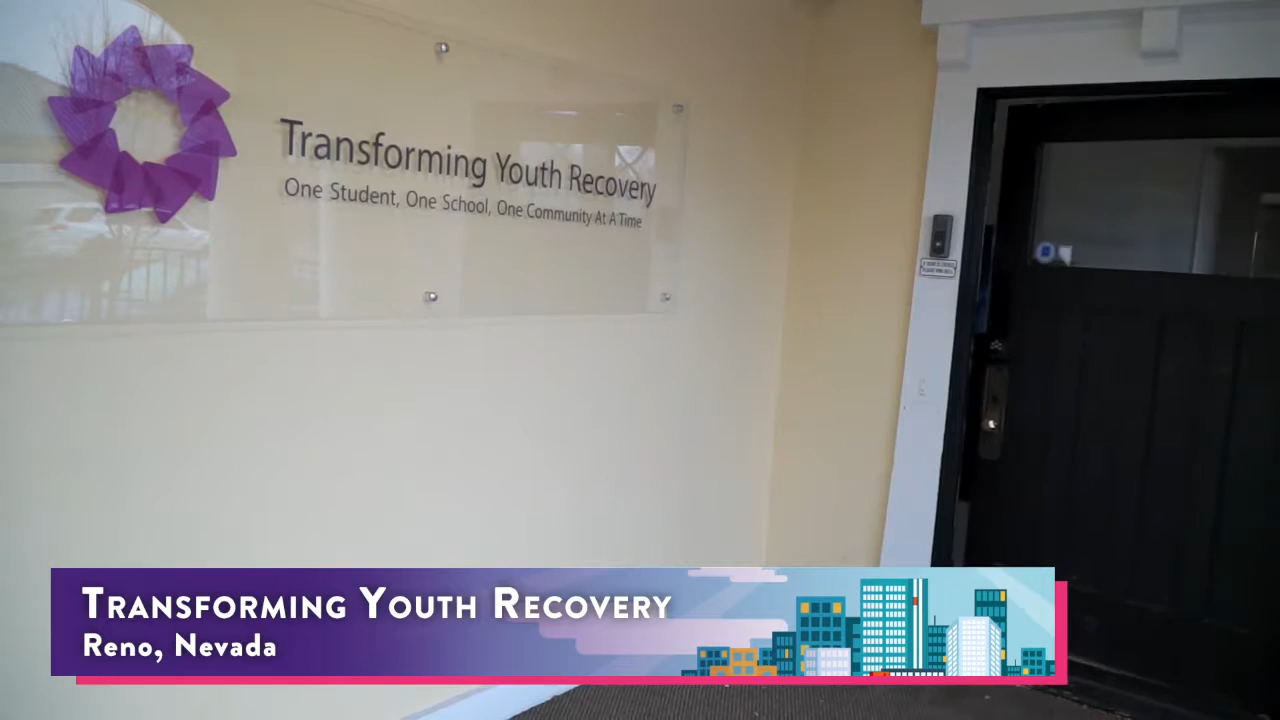 Transforming Youth Recovery
One Student, One School, One Community At A Time
Transforming Youth Recovery
Reno, Nevada